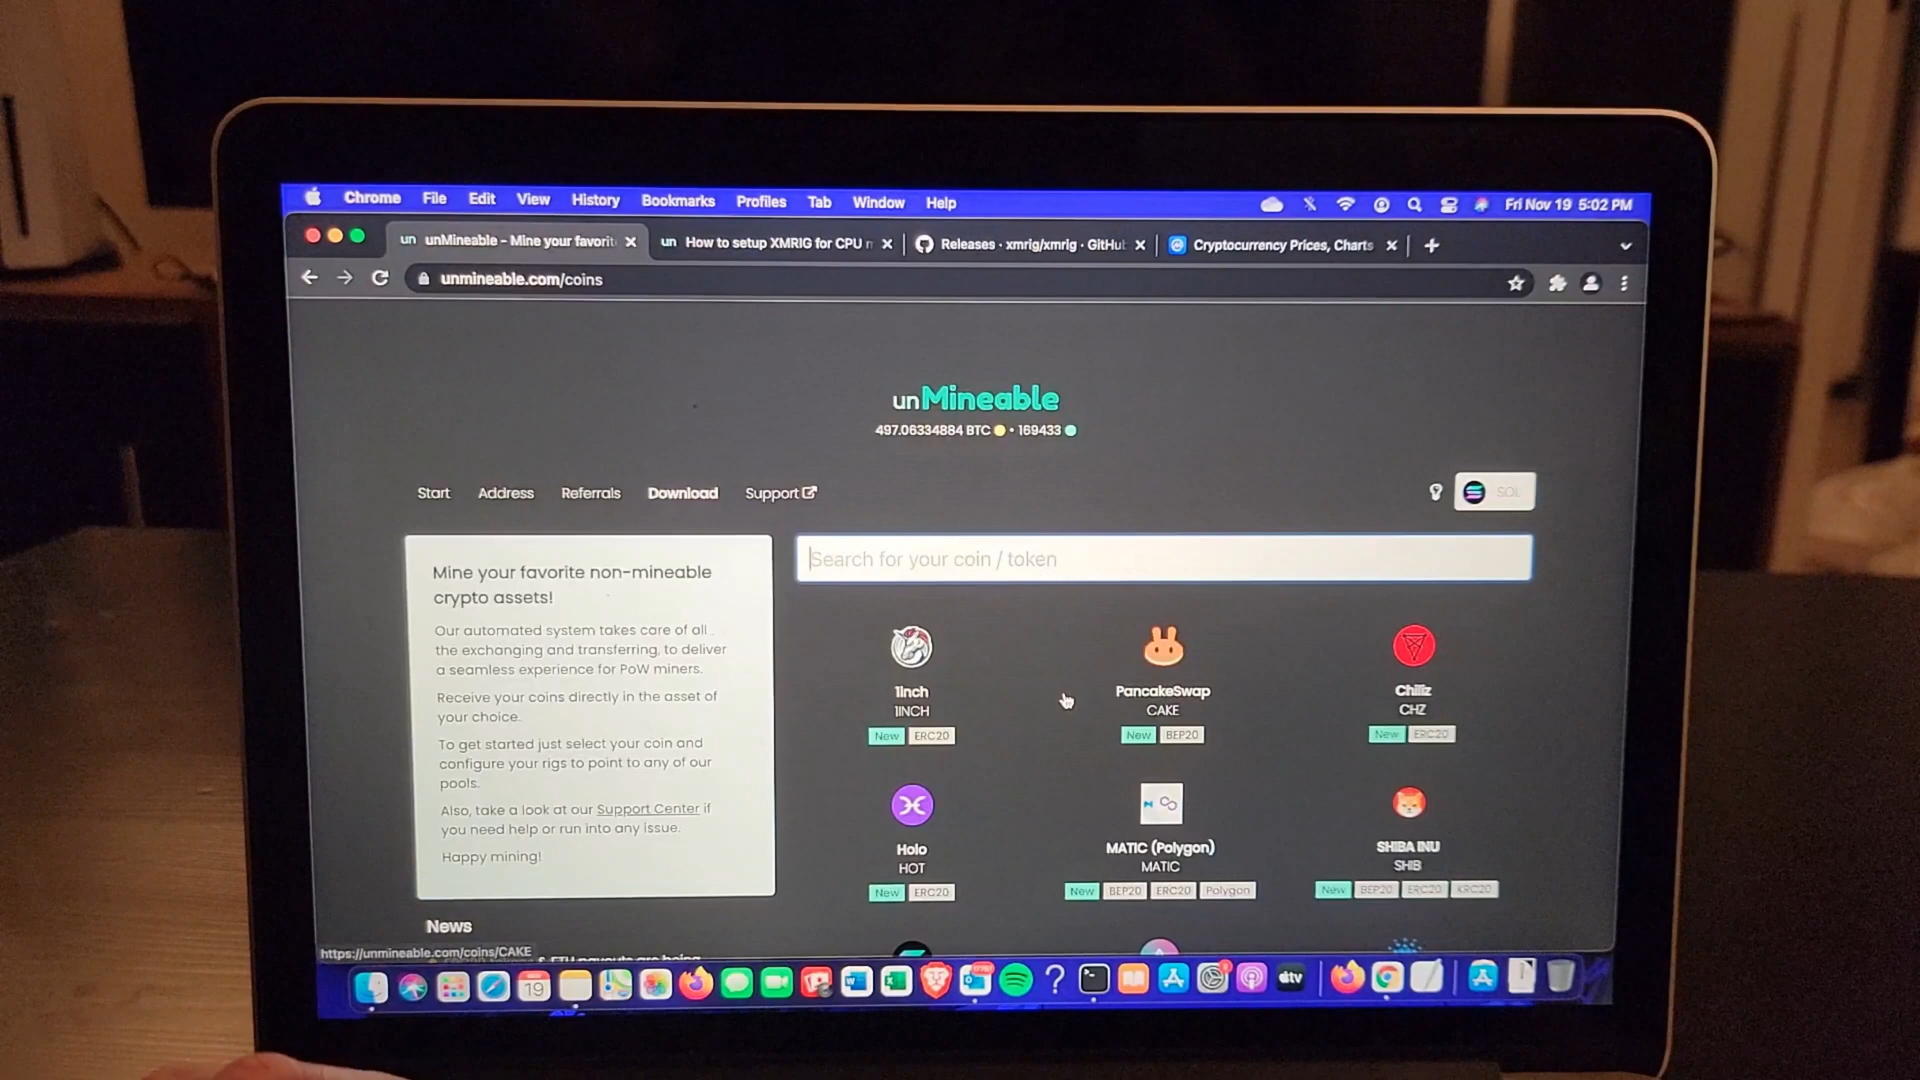 Chrome File Edit View History Bookmarks Profiles Tab Window Help Fri Nov 19 5:02 PM
un unMineable - Mine your favorit un How to setup XMRIG for CPU m Releases · xmrig/xmrig · GitHub Cryptocurrency Prices, Charts
unmineable.com/coins
unMineable
497.06334884 BTC • 169433
Start Address Referrals Download Support SOL
Search for your coin / token
Mine your favorite non-mineable
crypto assets!
Our automated system takes care of all
the exchanging and transferring, to deliver
a seamless experience for PoW miners.
Receive your coins directly in the asset of
your choice.
To get started just select your coin and
configure your rigs to point to any of our
pools.
Also, take a look at our Support Center if
you need help or run into any issue.
Happy mining!
News
1inch
1INCH
New ERC20
PancakeSwap
CAKE
New BEP20
Chiliz
CHZ
New ERC20
Holo
HOT
New ERC20
MATIC (Polygon)
MATIC
New BEP20 ERC20 Polygon
SHIBA INU
SHIB
New BEP20 ERC20 KRC20
https://unmineable.com/coins/CAKE
19
tv